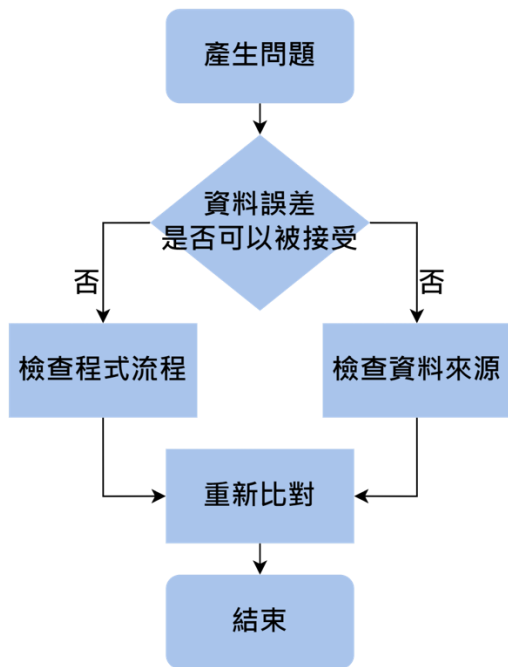 產生問題
資料誤差
是否可以被接受
否
否
檢查程式流程
檢查資料來源
重新比對
結束